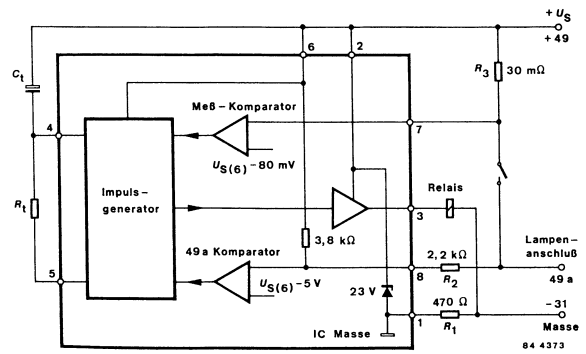 + U_S
+ 49
6
2
C_t
R_3
30 mΩ
Meß-Komparator
4
7
U_S(6) -80 mV
Impuls-
generator
R_t
Relais
3
3,8 kΩ
Lampen-
anschluß
49a Komparator
2,2 kΩ
5
8
R_2
49 a
U_S(6) -5 V
23 V
470 Ω
-31
1
R_1
Masse
IC Masse
84 4373